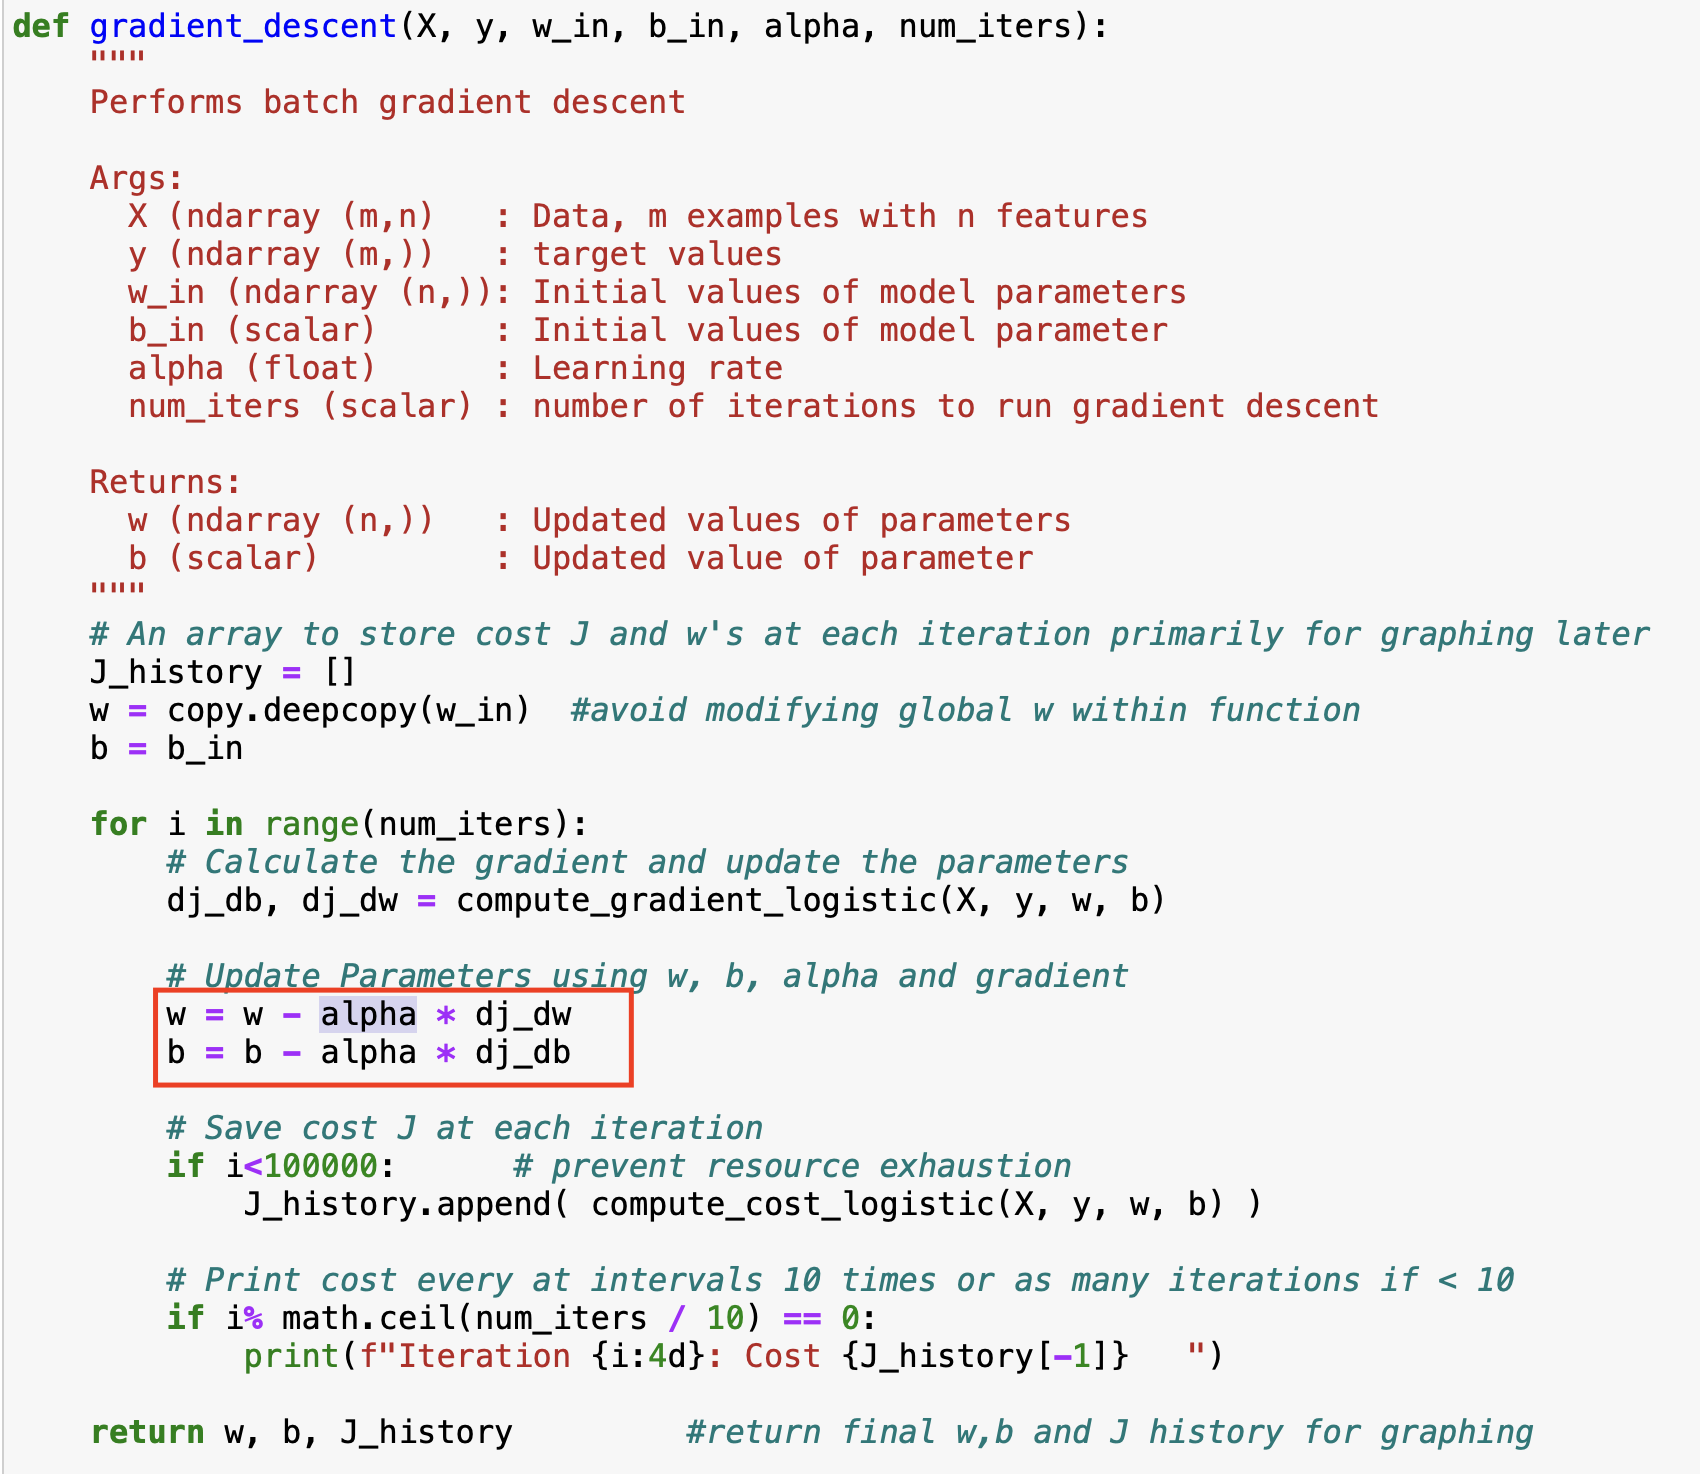 def gradient_descent(X, y, w_in, b_in, alpha, num_iters):
    """
    Performs batch gradient descent

    Args:
      X (ndarray (m,n)   : Data, m examples with n features
      y (ndarray (m,))   : target values
      w_in (ndarray (n,)): Initial values of model parameters
      b_in (scalar)      : Initial values of model parameter
      alpha (float)      : Learning rate
      num_iters (scalar) : number of iterations to run gradient descent

    Returns:
      w (ndarray (n,))   : Updated values of parameters
      b (scalar)         : Updated value of parameter
    """
    # An array to store cost J and w's at each iteration primarily for graphing later
    J_history = []
    w = copy.deepcopy(w_in)  #avoid modifying global w within function
    b = b_in

    for i in range(num_iters):
        # Calculate the gradient and update the parameters
        dj_db, dj_dw = compute_gradient_logistic(X, y, w, b)

        # Update Parameters using w, b, alpha and gradient
        w = w - alpha * dj_dw
        b = b - alpha * dj_db

        # Save cost J at each iteration
        if i<100000:      # prevent resource exhaustion
            J_history.append( compute_cost_logistic(X, y, w, b) )

        # Print cost every at intervals 10 times or as many iterations if < 10
        if i% math.ceil(num_iters / 10) == 0:
            print(f"Iteration {i:4d}: Cost {J_history[-1]}   ")

    return w, b, J_history         #return final w,b and J history for graphing